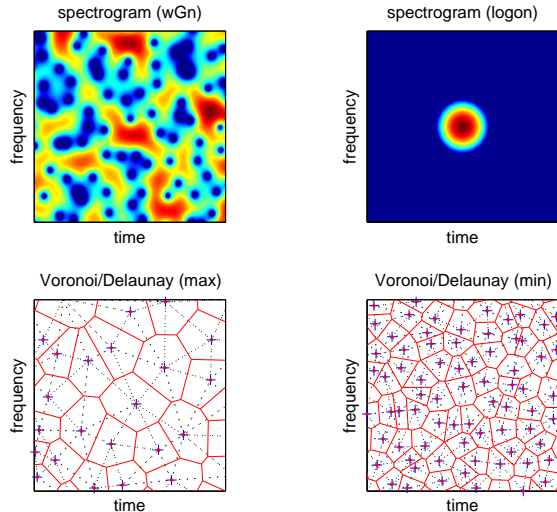 spectrogram (wGn)
frequency
time
spectrogram (logon)
frequency
time
Voronoi/Delaunay (max)
frequency
time
Voronoi/Delaunay (min)
frequency
time